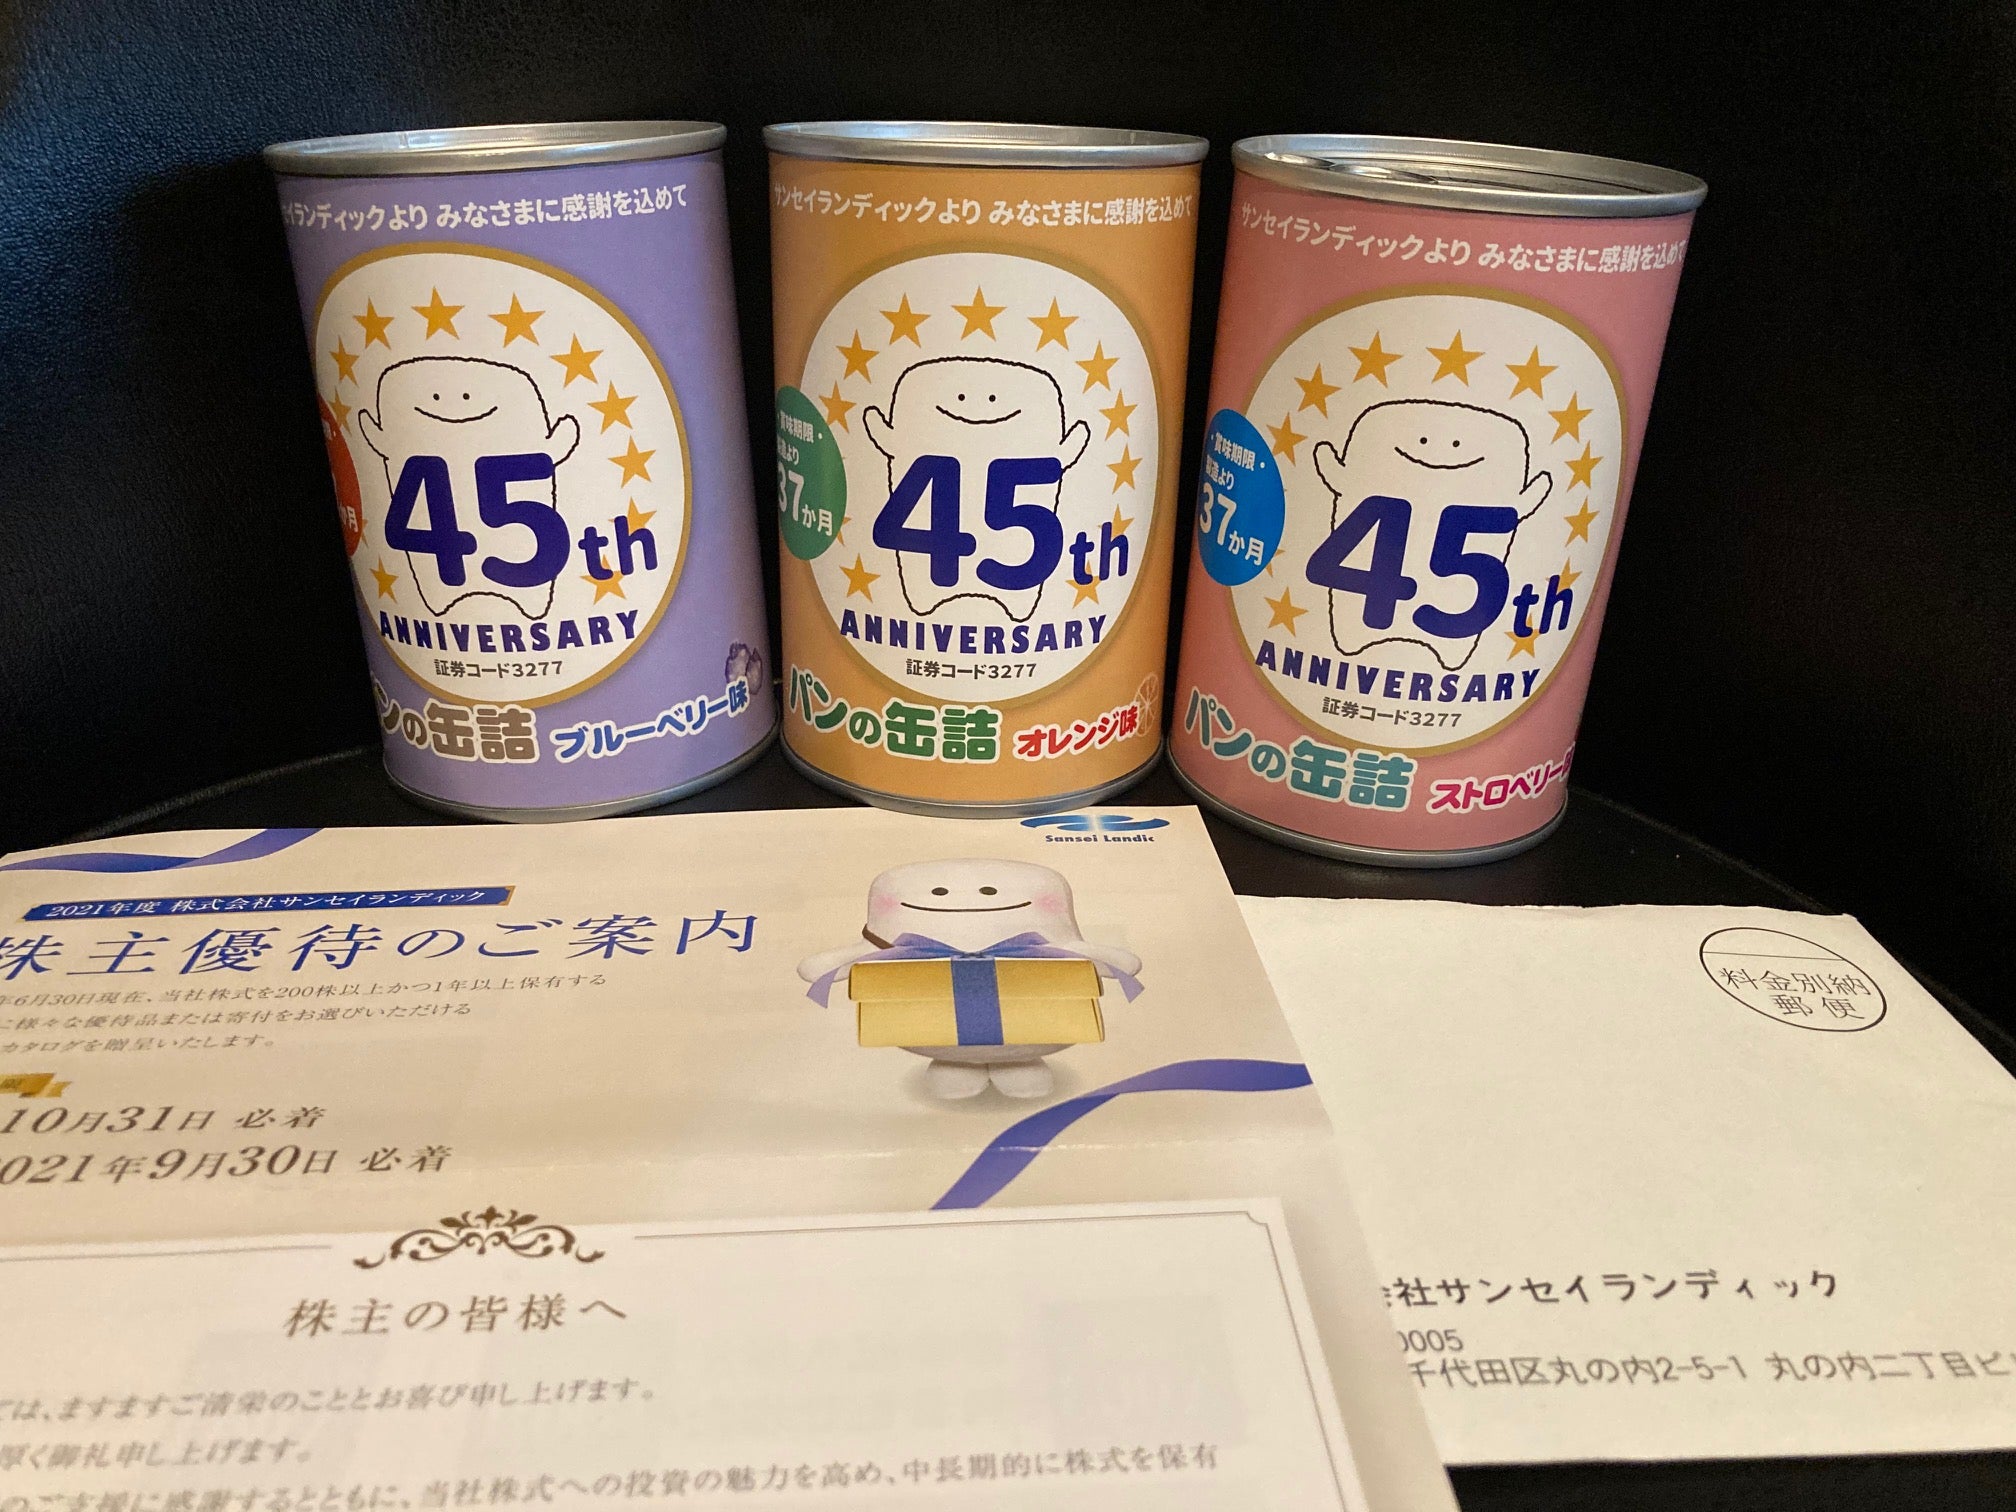 イランディックより みなさまに感謝を込めて
45th
ANNIVERSARY
証券コード3277
ンの缶詰 ブルーベリー味
か月
サンセイランディックより みなさまに感謝を込めて
・賞味期限・
製造より
37か月
45th
ANNIVERSARY
証券コード3277
パンの缶詰 オレンジ味
サンセイランディックより みなさまに感謝を込めて
・賞味期限・
製造より
37か月
45th
ANNIVERSARY
証券コード3277
パンの缶詰 ストロベリー
Sansei Landic
2021年度 株式会社サンセイランディック
株主優待のご案内
年6月30日現在、当社株式を200株以上かつ1年以上保有する
に様々な優待品または寄付をお選びいただける
カタログを贈呈いたします。
10月31日 必着
2021年9月30日 必着
株主の皆様へ
ては、ますますご清栄のこととお喜び申し上げます。
厚く御礼申し上げます。
のご支援に感謝するとともに、当社株式への投資の魅力を高め、中長期的に株式を保有
料金別納
郵便
会社サンセイランディック
0005
千代田区丸の内2-5-1 丸の内二丁目ビ